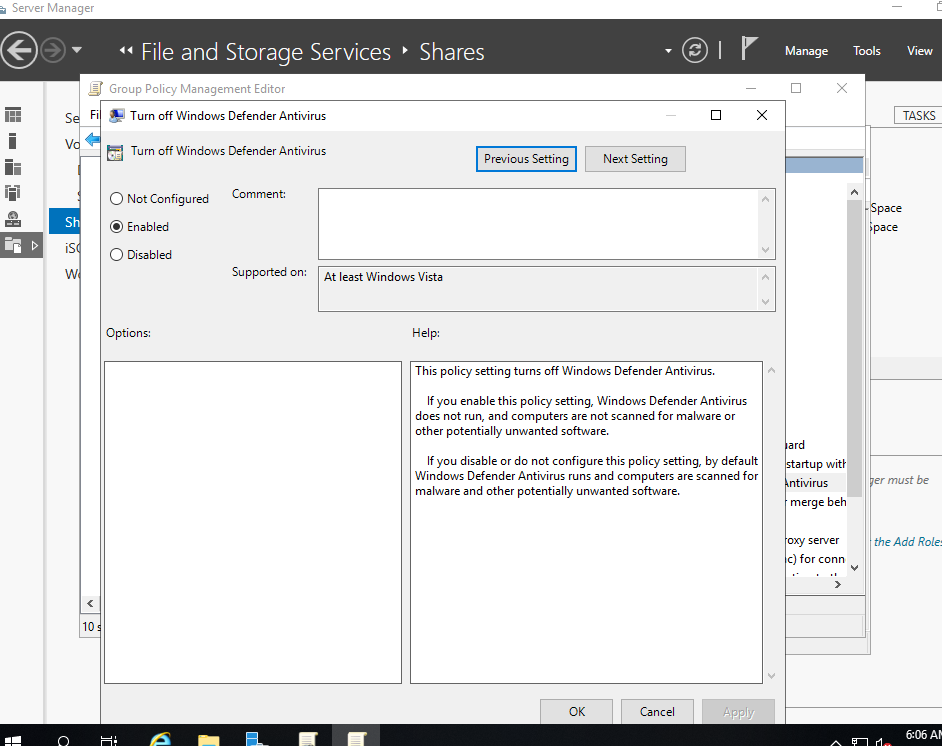 Server Manager
File and Storage Services
Shares
Manage
Tools
View
Group Policy Management Editor
TASKS
Turn off Windows Defender Antivirus
Turn off Windows Defender Antivirus
Previous Setting
Next Setting
Not Configured
Comment:
Enabled
Disabled
Supported on:
At least Windows Vista
Options:
Help:
This policy setting turns off Windows Defender Antivirus.
If you enable this policy setting, Windows Defender Antivirus
does not run, and computers are not scanned for malware or
other potentially unwanted software.
If you disable or do not configure this policy setting, by default
Windows Defender Antivirus runs and computers are scanned for
malware and other potentially unwanted software.
Space
startup with
Antivirus
ger must be
merge beh
roxy server
the Add Roles
for conn
10 s
OK
Cancel
Apply
6:06 AM